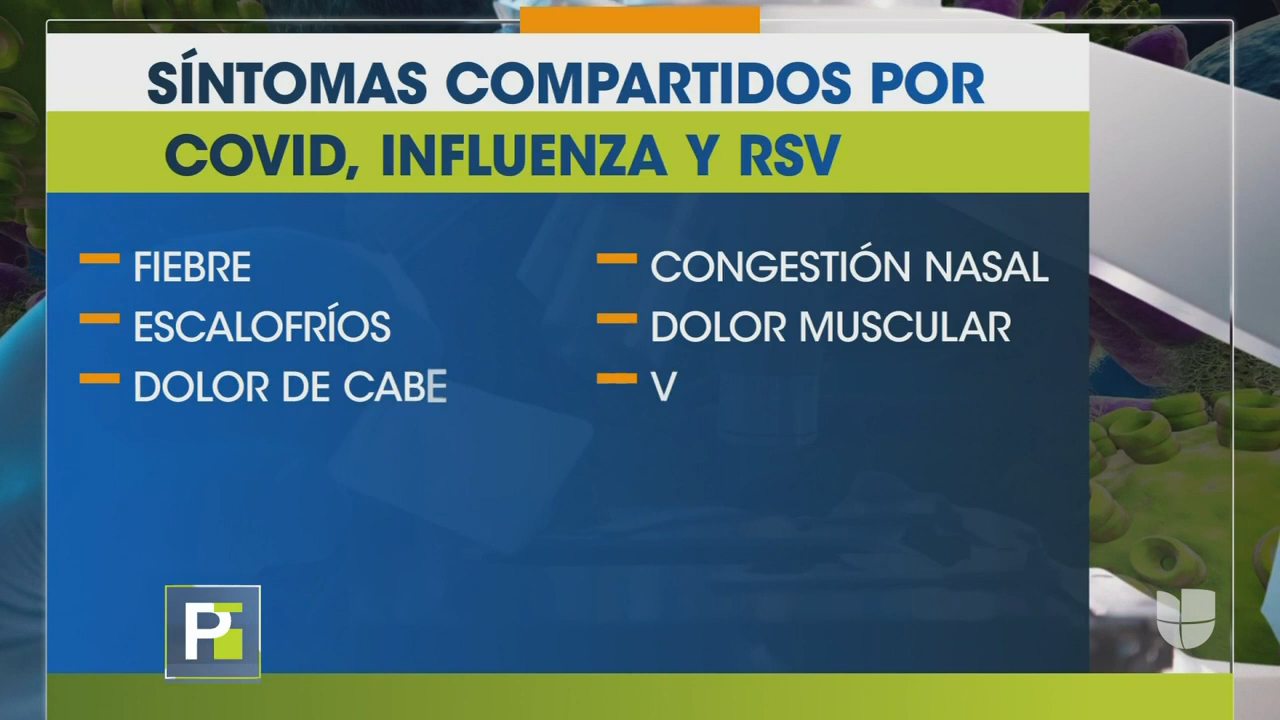 SÍNTOMAS COMPARTIDOS POR
COVID, INFLUENZA Y RSV
FIEBRE
ESCALOFRÍOS
DOLOR DE CABE
CONGESTIÓN NASAL
DOLOR MUSCULAR
V
P